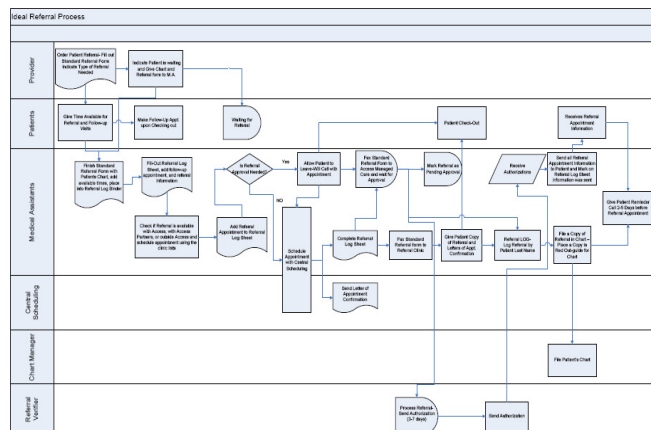 Ideal Referral Process
Provider
Order Patient Referral- Fill out
Standard Referral Form
indicate Type of Referral
Needed
Indicate Patient is waiting
and Give Chart and
Referral form to M.A.
Patients
Give Time Available for
Referral and Follow-up
Visits
Make Follow-Up Appt.
upon Checking out
Waiting for
Referral
Patient Check-Out
Receives Referral
Appointment
Information
Medical Assistants
Finish Standard
Referral Form with
Patients Chart, add
available times, place
into Referral Log Binder
Fill-Out Referral Log
Sheet, add follow-up
appointment, and
referral Information
Check if Referral is available
with Access, with Access
Partners, or outside Access and
schedule appointment using the
clinic lists
Add Referral
Appointment to Referral
Log Sheet
Is Referral
Approval Needed?
Yes
NO
Allow Patient to
Leave-Will Call with
Appointment
Fax Standard
Referral Form to
Access Managed
Care and wait for
Approval
Mark Referral as
Pending Approval
Receive
Authorizations
Send all Referral
Appointment Information
to Patient and Mark on
Referral Log Sheet
information was sent
Give Patient Reminder
Call 2-5 Days before
Referral Appointment
Schedule
Appointment
with Central
Scheduling
Complete Referral
Log Sheet
Fax Standard
Referral form to
Referral Clinic
Give Patient Copy
of Referral and
Letters of Appt.
Confirmation
Referral LOG-
Log Referral by
Patient Last Name
File a Copy of
Referral in Chart –
Place a Copy in
Red Out-guide for
Chart
Central
Scheduling
Send Letter of
Appointment
Confirmation
Chart Manager
File Patient's Chart
Referral
Verifier
Process Referral-
Send Authorization
(3-7 days)
Send Authorization